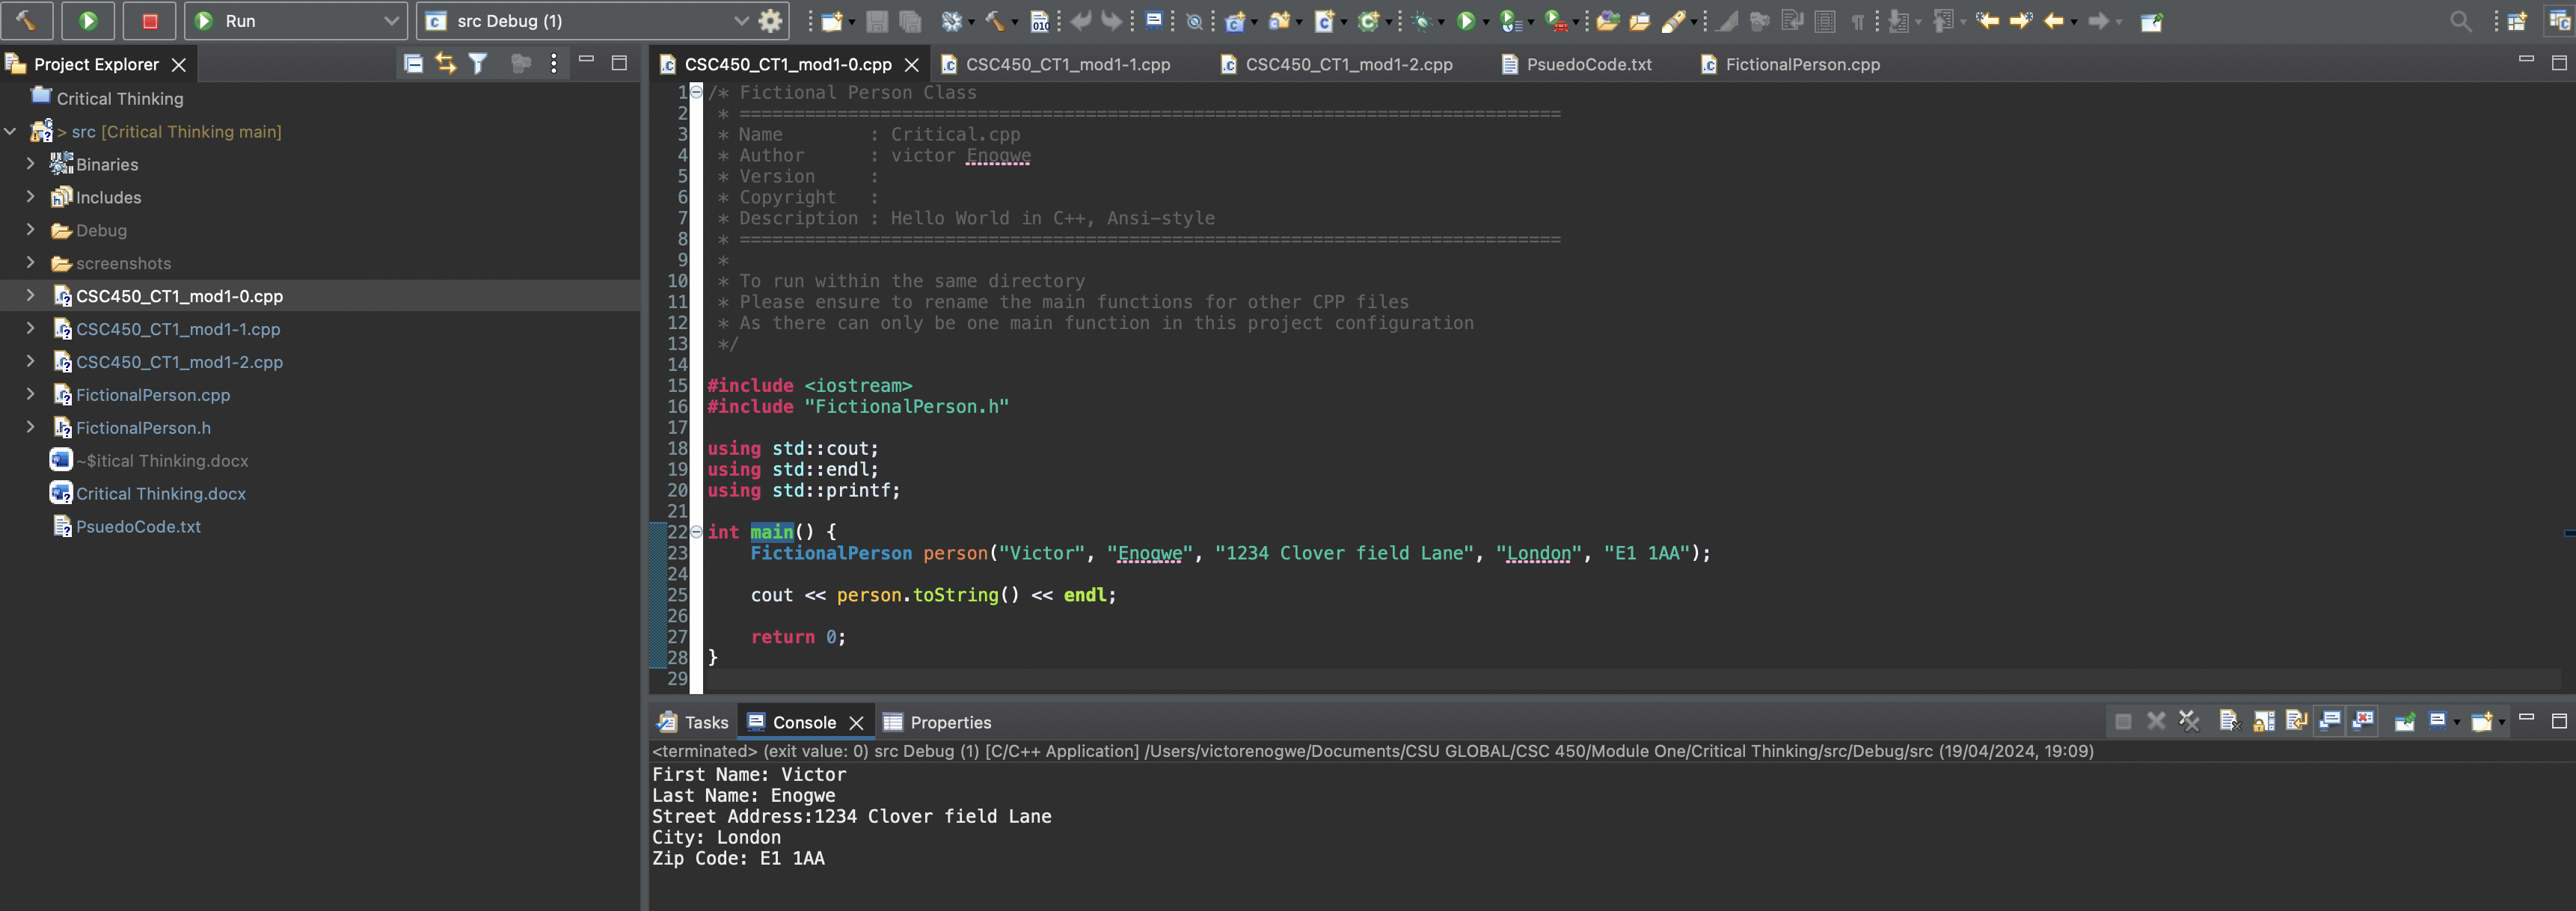 Run
src Debug (1)
Project Explorer
Critical Thinking
> src [Critical Thinking main]
Binaries
Includes
Debug
screenshots
CSC450_CT1_mod1-0.cpp
CSC450_CT1_mod1-1.cpp
CSC450_CT1_mod1-2.cpp
FictionalPerson.cpp
FictionalPerson.h
~$itical Thinking.docx
Critical Thinking.docx
PsuedoCode.txt
CSC450_CT1_mod1-0.cpp CSC450_CT1_mod1-1.cpp CSC450_CT1_mod1-2.cpp PsuedoCode.txt FictionalPerson.cpp
1 /* Fictional Person Class
2 * ============================================================================
3 * Name        : Critical.cpp
4 * Author      : victor Enogwe
5 * Version     :
6 * Copyright   :
7 * Description : Hello World in C++, Ansi-style
8 * ============================================================================
9 *
10 * To run within the same directory
11 * Please ensure to rename the main functions for other CPP files
12 * As there can only be one main function in this project configuration
13 */
14
15 #include <iostream>
16 #include "FictionalPerson.h"
17
18 using std::cout;
19 using std::endl;
20 using std::printf;
21
22 int main() {
23 FictionalPerson person("Victor", "Enogwe", "1234 Clover field Lane", "London", "E1 1AA");
24
25 cout << person.toString() << endl;
26
27 return 0;
28 }
29
Tasks Console Properties
<terminated> (exit value: 0) src Debug (1) [C/C++ Application] /Users/victorenogwe/Documents/CSU GLOBAL/CSC 450/Module One/Critical Thinking/src/Debug/src (19/04/2024, 19:09)
First Name: Victor
Last Name: Enogwe
Street Address:1234 Clover field Lane
City: London
Zip Code: E1 1AA